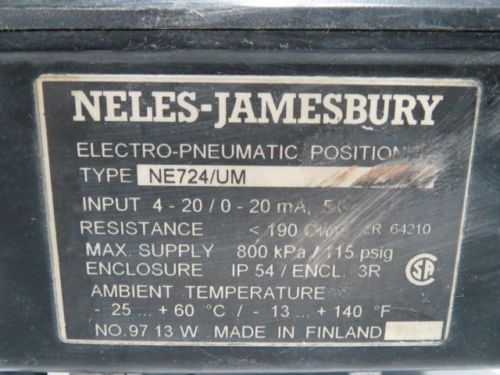 NELES-JAMESBURY
ELECTRO-PNEUMATIC POSITION
TYPE NE724/UM
INPUT 4 - 20 / 0 - 20 mA,
RESISTANCE < 190 LR 64210
MAX. SUPPLY 800 kPa / 115 psig
ENCLOSURE IP 54 / ENCL. 3R
AMBIENT TEMPERATURE
- 25 ... + 60 °C / - 13 ... + 140 °F
NO. 97 13 W MADE IN FINLAND